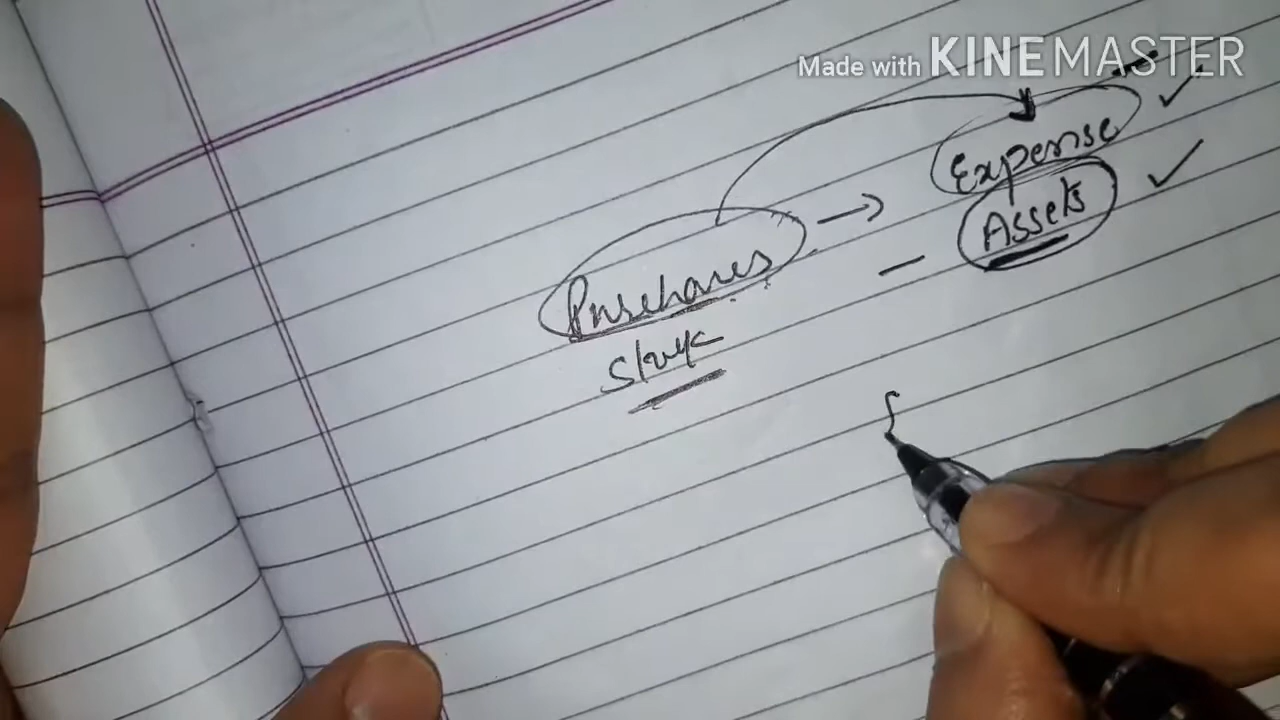 Made with KINEMASTER
Expense
Assets
Purchases →
Stock